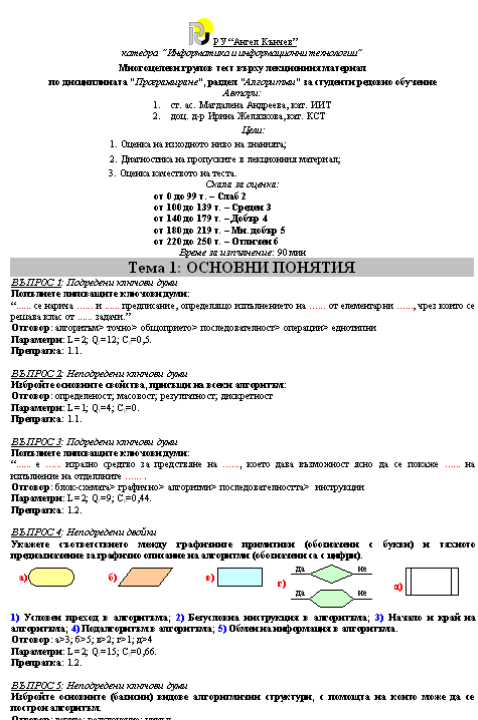 РУ “Ангел Кънчев”
катедра “Информатика и информационни технологии”
Многоцелеви групов тест върху лекционния материал
по дисциплината "Програмиране", раздел "Алгоритми" за студенти редовно обучение
Автори:
1. ст. ас. Магдалена Андреева, кат. ИИТ
2. доц. д-р Ирина Желязкова, кат. КСТ
Цели:
1. Оценка на изходното ниво на знанията;
2. Диагностика на пропуските в лекционния материал;
3. Оценка качеството на теста.
Скала за оценка:
от 0 до 99 т. – Слаб 2
от 100 до 139 т. – Среден 3
от 140 до 179 т. – Добър 4
от 180 до 219 т. – Мн. добър 5
от 220 до 250 т. – Отличен 6
Време за изпълнение: 90 мин
Тема 1: ОСНОВНИ ПОНЯТИЯ
ВЪПРОС 1: Подредени ключови думи
Попълнете липсващите ключови думи:
“...... се нарича ...... и ...... предписание, определящо изпълнението на ...... от елементарни ......, чрез които се
решава клас от ...... задачи.”
Отговор: алгоритъм> точно> общоприето> последователност> операции> еднотипни
Параметри: L=2; Q=12; C=0,5.
Препратка: 1.1.
ВЪПРОС 2: Неподредени ключови думи
Избройте основните свойства, присъщи на всеки алгоритъм:
Отговор: определеност; масовост; резултатност; дискретност
Параметри: L=1; Q=4; C=0.
Препратка: 1.1.
ВЪПРОС 3: Подредени ключови думи
Попълнете липсващите ключови думи:
“...... е ...... изразно средство за представяне на ......, което дава възможност ясно да се покаже ...... на
изпълнение на отделните ...... .
Отговор: блок-схемата> графично> алгоритми> последователността> инструкции
Параметри: L=2; Q=9; C=0,44.
Препратка: 1.2.
ВЪПРОС 4: Неподредени двойки
Укажете съответствието между графичните примитиви (обозначени с букви) и тяхното
предназначение за графично описание на алгоритми (обозначени са с цифри).
а) б) в) г) да не да не д)
1) Условен преход в алгоритъма; 2) Безусловна инструкция в алгоритъма; 3) Начало и край на
алгоритъма; 4) Подалгоритъм в алгоритъма; 5) Обмен на информация в алгоритъма.
Отговор: а>3; б>5; в>2; г>1; д>4
Параметри: L=2; Q=15; C=0,66.
Препратка: 1.2.
ВЪПРОС 5: Неподредени ключови думи
Избройте основните (базисни) видове алгоритмични структури, с помощта на които може да се
построи алгоритъм.